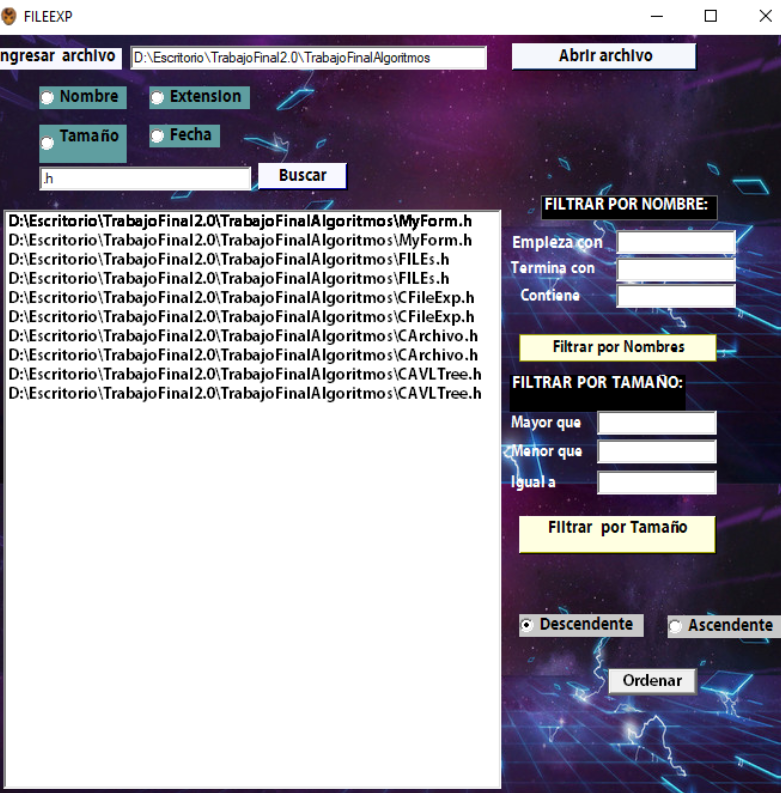 FILEEXP
ngresar archivo
D:\Escritorio\TrabajoFinal2.0\TrabajoFinalAlgoritmos
Abrir archivo
Nombre
Extension
Tamaño
Fecha
.h
Buscar
D:\Escritorio\TrabajoFinal2.0\TrabajoFinalAlgoritmos\MyForm.h
D:\Escritorio\TrabajoFinal2.0\TrabajoFinalAlgoritmos\MyForm.h
D:\Escritorio\TrabajoFinal2.0\TrabajoFinalAlgoritmos\FILEs.h
D:\Escritorio\TrabajoFinal2.0\TrabajoFinalAlgoritmos\FILEs.h
D:\Escritorio\TrabajoFinal2.0\TrabajoFinalAlgoritmos\CFileExp.h
D:\Escritorio\TrabajoFinal2.0\TrabajoFinalAlgoritmos\CFileExp.h
D:\Escritorio\TrabajoFinal2.0\TrabajoFinalAlgoritmos\CArchivo.h
D:\Escritorio\TrabajoFinal2.0\TrabajoFinalAlgoritmos\CArchivo.h
D:\Escritorio\TrabajoFinal2.0\TrabajoFinalAlgoritmos\CAVLTree.h
D:\Escritorio\TrabajoFinal2.0\TrabajoFinalAlgoritmos\CAVLTree.h
FILTRAR POR NOMBRE:
Empieza con
Termina con
Contiene
Filtrar por Nombres
FILTRAR POR TAMAÑO:
Mayor que
Menor que
Igual a
Filtrar por Tamaño
Descendente
Ascendente
Ordenar